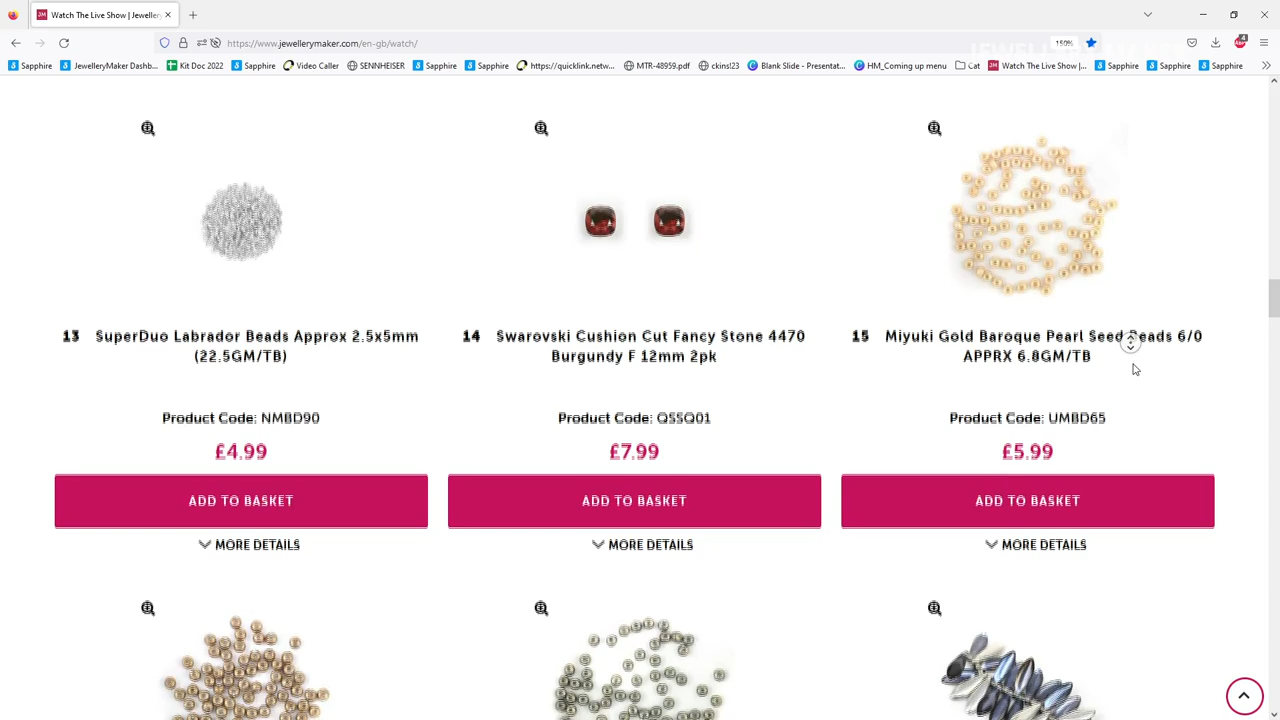 Watch The Live Show | Jeweller
https://www.jewellerymaker.com gb/watch/
150%
JEWELLERYMAKER
Sapphire
JewelleryMaker Dashb...
Kit Doc 2022
Sapphire
Video Caller
SENNHEISER
Sapphire
Sapphire
https://quicklink.netw...
MTR-48959.pdf
ckins!23
Blank Slide - Presentat...
HM_Coming up menu
Cat
Watch The Live Show |...
Sapphire
Sapphire
Sapphire
13 SuperDuo Labrador Beads Approx 2.5x5mm
(22.5GM/TB)
Product Code: NMBD90
£4.99
ADD TO BASKET
MORE DETAILS
14 Swarovski Cushion Cut Fancy Stone 4470
Burgundy F 12mm 2pk
Product Code: QSSQ01
£7.99
ADD TO BASKET
MORE DETAILS
15 Miyuki Gold Baroque Pearl Seed Beads 6/0
APPRX 6.8GM/TB
Product Code: UMBD65
£5.99
ADD TO BASKET
MORE DETAILS